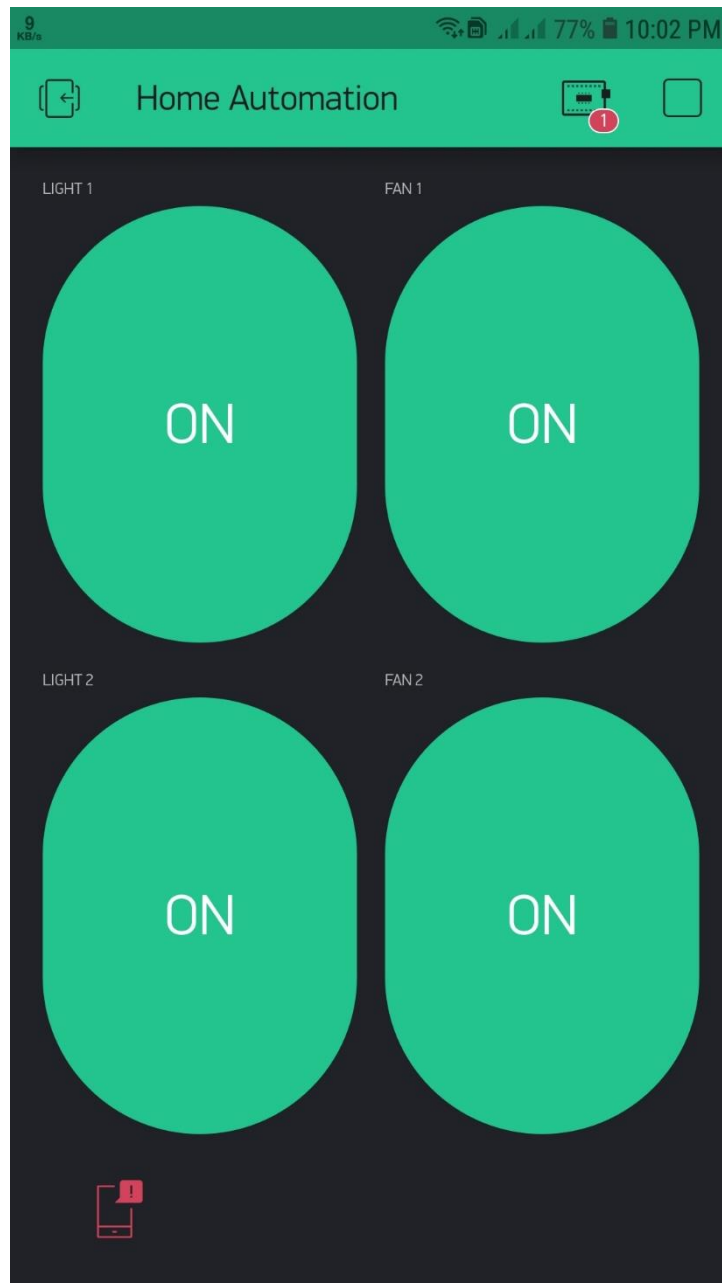 9
KB/s
77% 10:02 PM
Home Automation
1
LIGHT 1
FAN 1
ON
ON
LIGHT 2
FAN 2
ON
ON
!